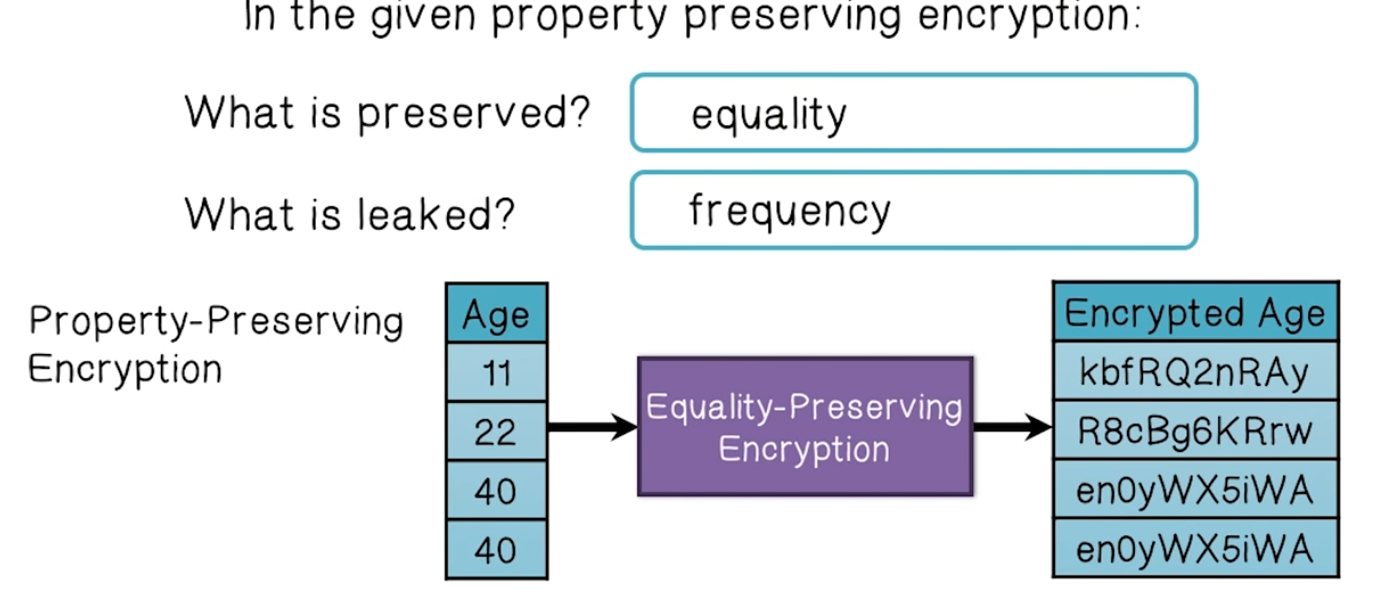 In the given property preserving encryption:
What is preserved? equality
What is leaked? frequency
Property-Preserving
Encryption
Age
11
22
40
40
Equality-Preserving
Encryption
Encrypted Age
kbfRQ2nRAy
R8cBg6KRrw
en0yWX5iWA
en0yWX5iWA